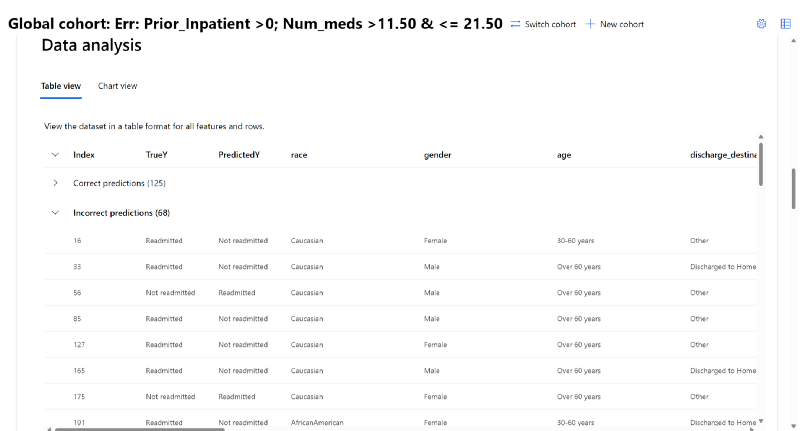 Global cohort: Err: Prior_Inpatient >0; Num_meds >11.50 & <= 21.50 Switch cohort New cohort
Data analysis
Table view Chart view
View the dataset in a table format for all features and rows.
Index TrueY PredictedY race gender age discharge_destina
Correct predictions (125)
Incorrect predictions (68)
16 Readmitted Not readmitted Caucasian Female 30-60 years Other
33 Readmitted Not readmitted Caucasian Male Over 60 years Discharged to Home
56 Not readmitted Readmitted Caucasian Male Over 60 years Other
85 Readmitted Not readmitted Caucasian Male Over 60 years Other
127 Readmitted Not readmitted Caucasian Female Over 60 years Other
165 Readmitted Not readmitted Caucasian Male Over 60 years Discharged to Home
175 Not readmitted Readmitted Caucasian Female Over 60 years Other
191 Readmitted Not readmitted AfricanAmerican Female 30-60 years Discharged to Home